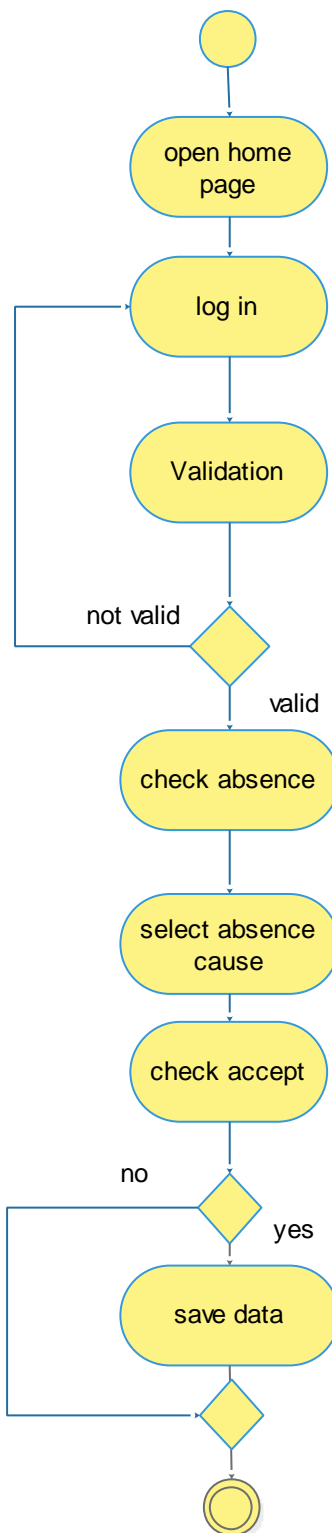 open home
page
log in
Validation
not valid
valid
check absence
select absence
cause
check accept
no
yes
save data